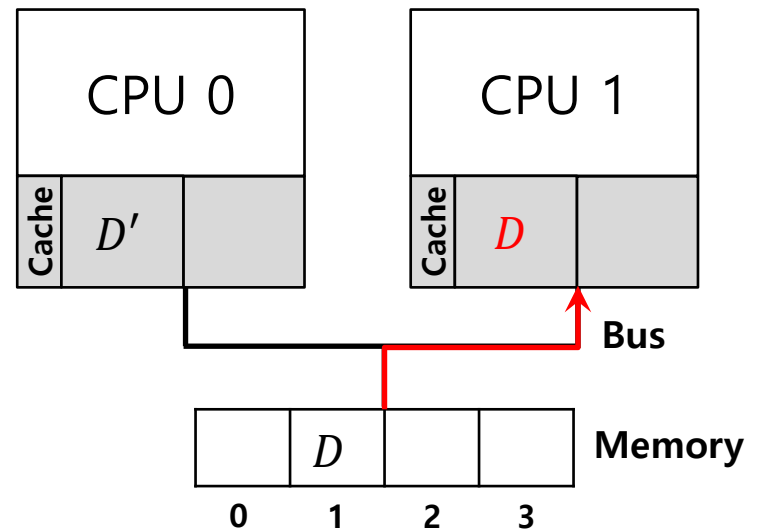 CPU 0
CPU 1
Cache
D′
Cache
D
Bus
D
Memory
0 1 2 3